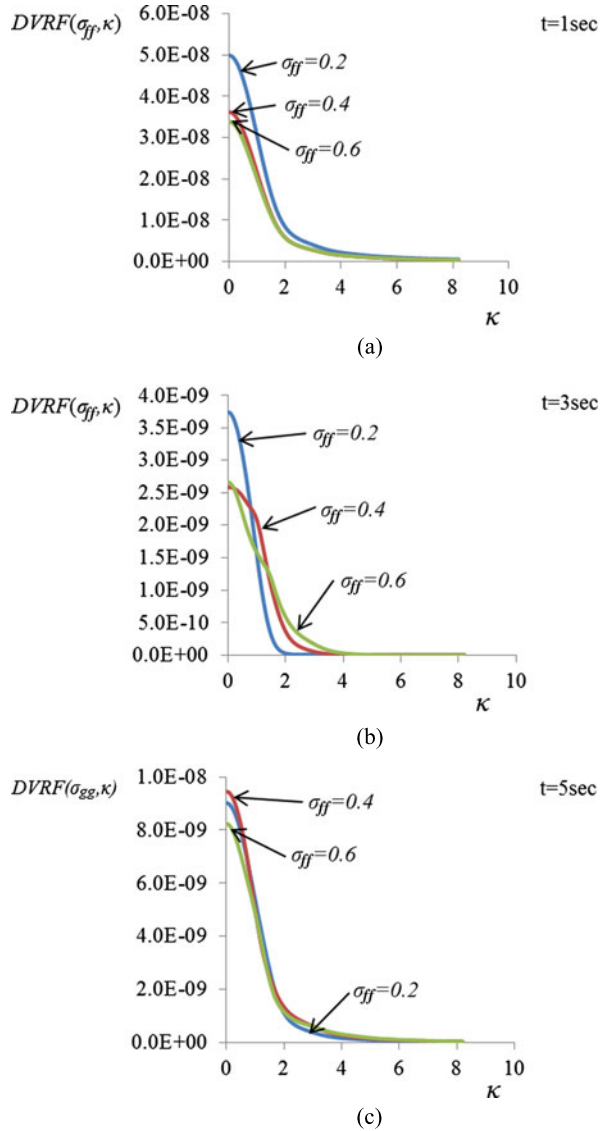 DVRF(σff,κ)
t=1sec
6.0E-08
5.0E-08
4.0E-08
3.0E-08
2.0E-08
1.0E-08
0.0E+00
σff=0.2
σff=0.4
σff=0.6
0 2 4 6 8 10
κ
(a)
DVRF(σff,κ)
t=3sec
4.0E-09
3.5E-09
3.0E-09
2.5E-09
2.0E-09
1.5E-09
1.0E-09
5.0E-10
0.0E+00
σff=0.2
σff=0.4
σff=0.6
0 2 4 6 8 10
κ
(b)
DVRF(σgg,κ)
t=5sec
1.0E-08
8.0E-09
6.0E-09
4.0E-09
2.0E-09
0.0E+00
σff=0.4
σff=0.6
σff=0.2
0 2 4 6 8 10
κ
(c)